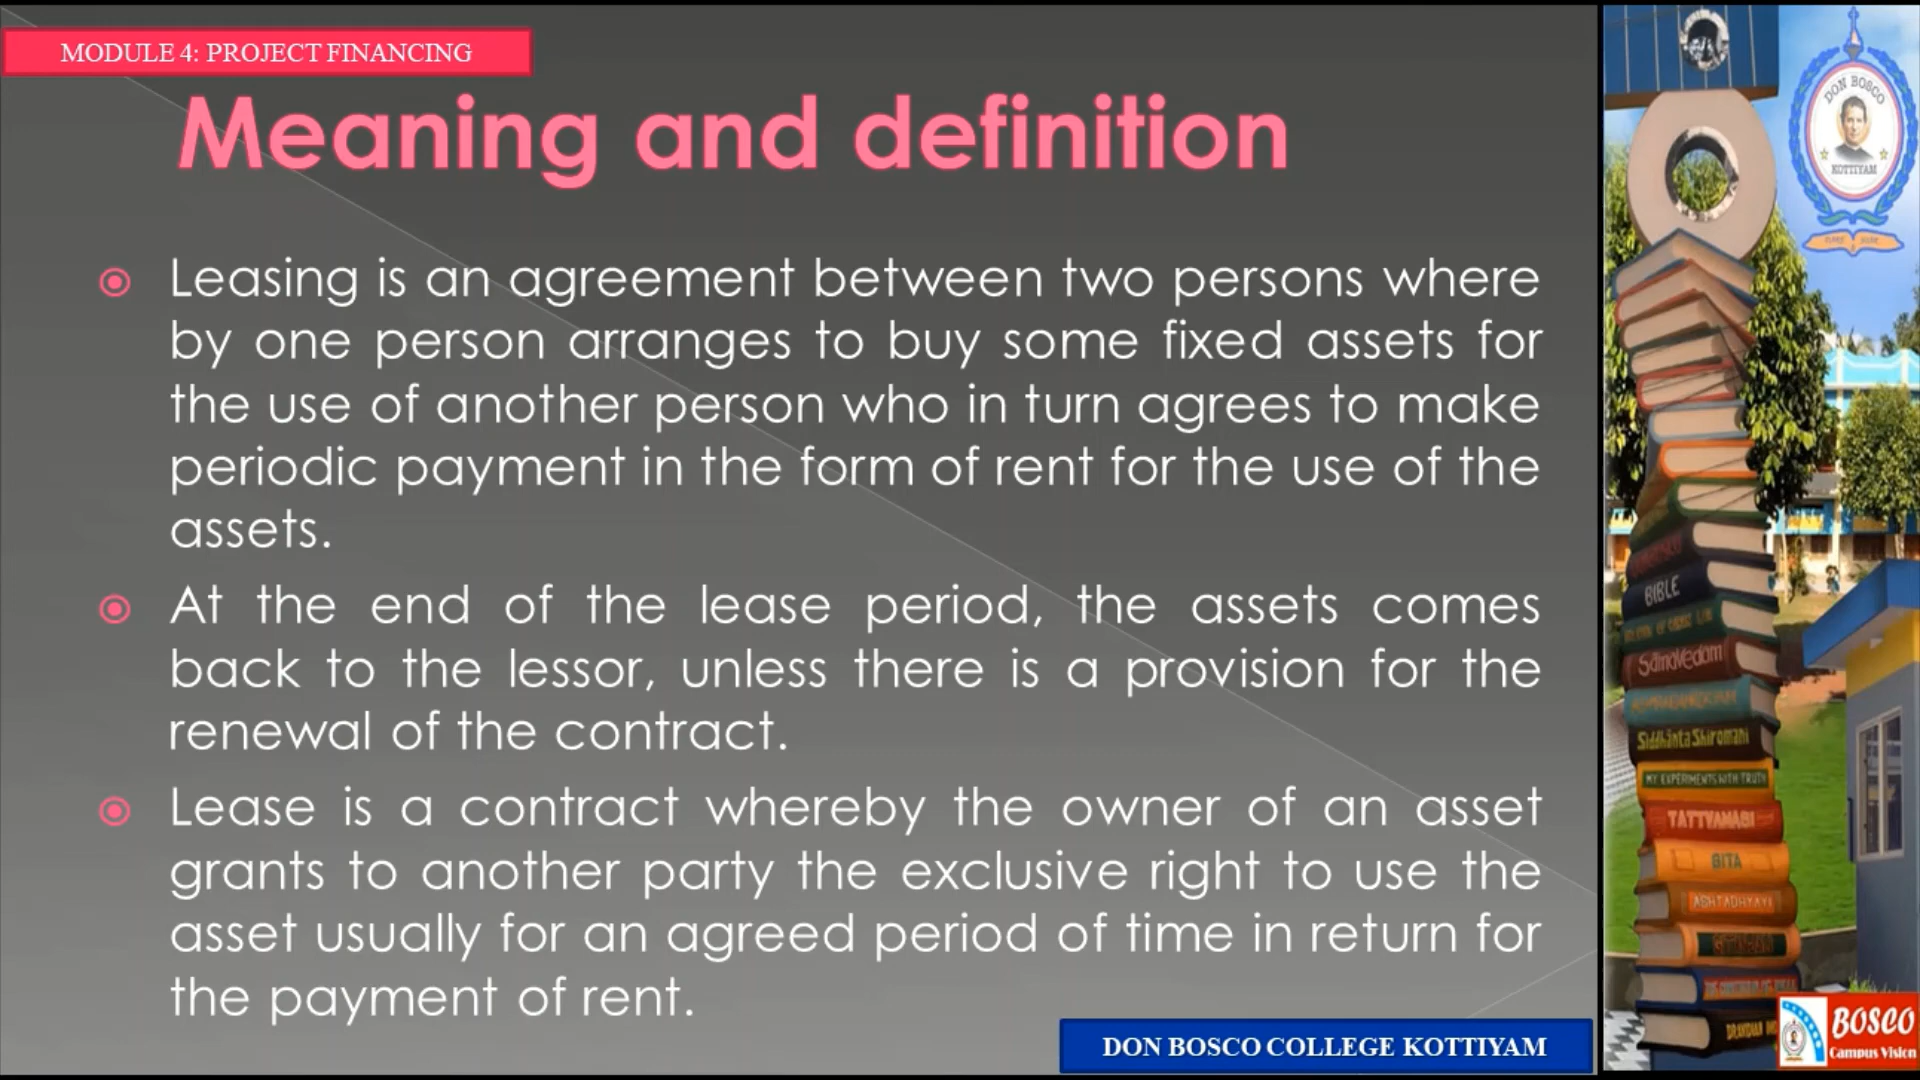 MODULE 4: PROJECT FINANCING
Meaning and definition
Leasing is an agreement between two persons where
by one person arranges to buy some fixed assets for
the use of another person who in turn agrees to make
periodic payment in the form of rent for the use of the
assets.
At the end of the lease period, the assets comes
back to the lessor, unless there is a provision for the
renewal of the contract.
Lease is a contract whereby the owner of an asset
grants to another party the exclusive right to use the
asset usually for an agreed period of time in return for
the payment of rent.
DON BOSCO COLLEGE KOTTIYAM
DON BOSCO
KOTTIYAM
BIBLE
SamaVedam
Siddhanta Shiromani
MY EXPERIMENTS WITH TRUTH
GITA
ASHTADHYAYI
BOSCO
Campus Vision